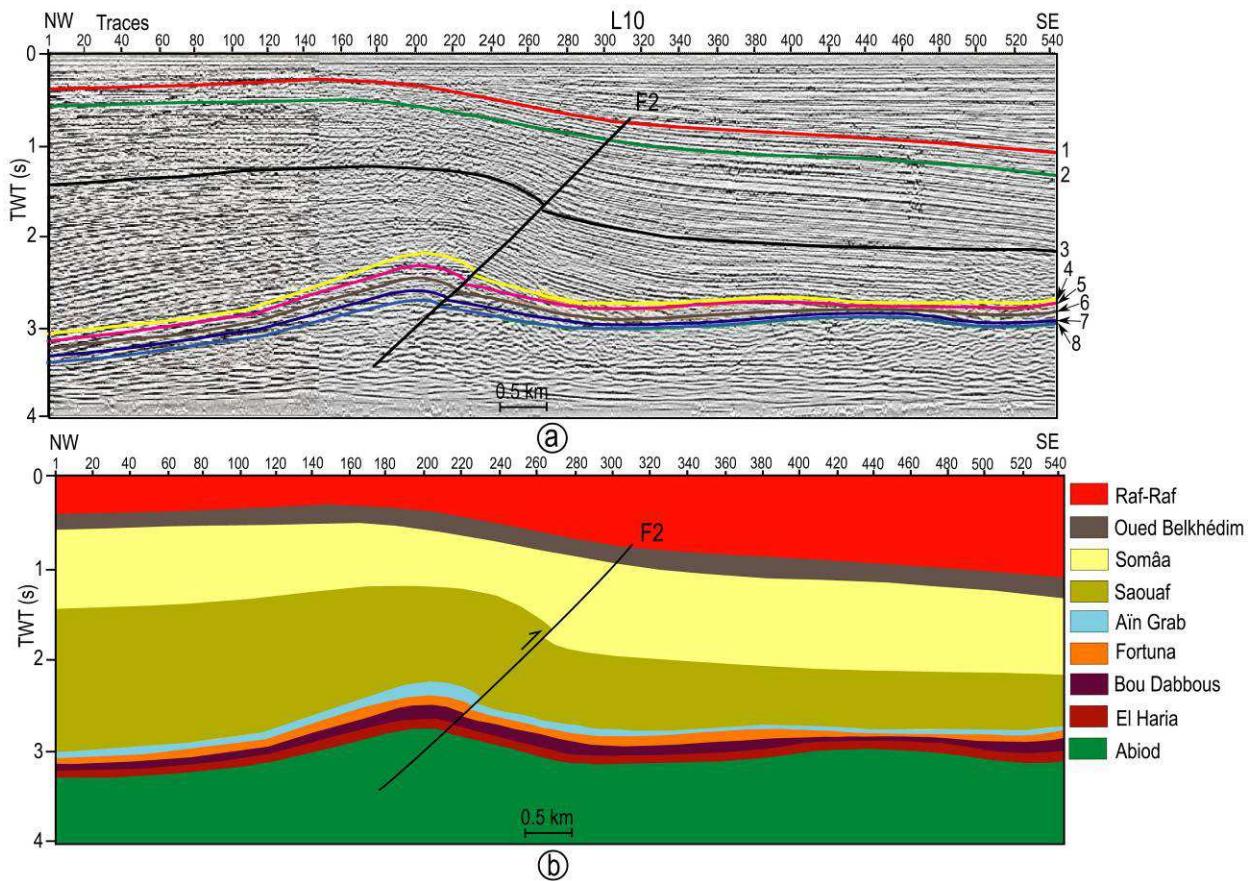 NW Traces L10 SE
1 20 40 60 80 100 120 140 160 180 200 220 240 260 280 300 320 340 360 380 400 420 440 460 480 500 520 540
0
F2
1
1
2
TWT (s)
2
3
4
5
6
3
7
8
0.5 km
4
a
NW SE
1 20 40 60 80 100 120 140 160 180 200 220 240 260 280 300 320 340 360 380 400 420 440 460 480 500 520 540
0
Raf-Raf
Oued Belkhédim
F2
Somâa
1
Saouaf
TWT (s)
Aïn Grab
2
Fortuna
Bou Dabbous
El Haria
3
Abiod
0.5 km
4
b